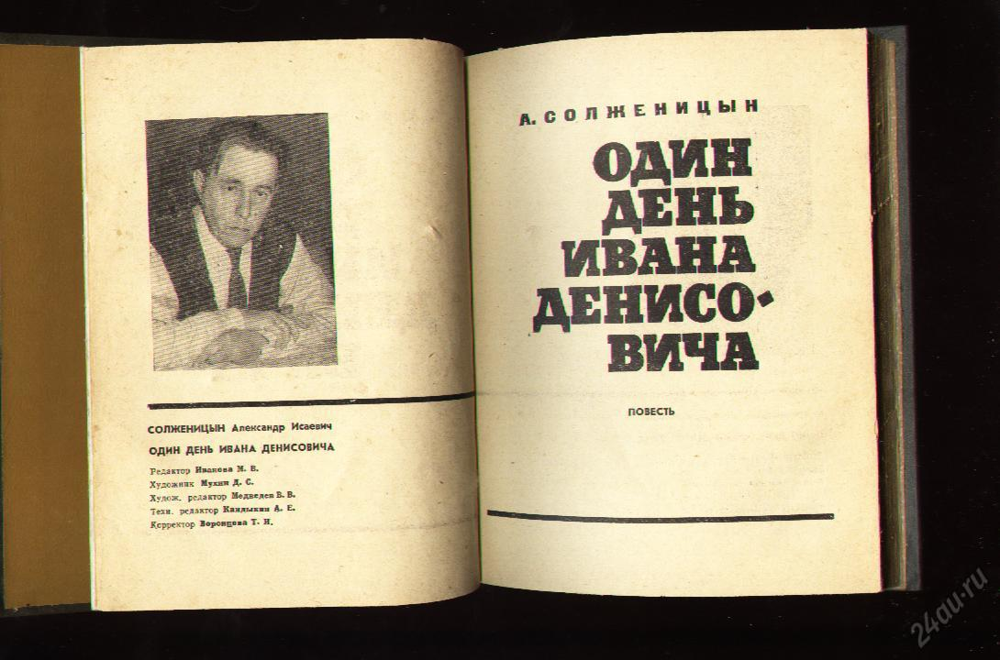 СОЛЖЕНИЦЫН Александр Исаевич
ОДИН ДЕНЬ ИВАНА ДЕНИСОВИЧА
Редактор Иванова М. В.
Художник Мухин Д. С.
Худож. редактор Медведев В. В.
Техн. редактор Кандыкин А. Е.
Корректор Воронцова Т. Н.
А. СОЛЖЕНИЦЫН
ОДИН
ДЕНЬ
ИВАНА
ДЕНИСО-
ВИЧА
ПОВЕСТЬ
24au.ru